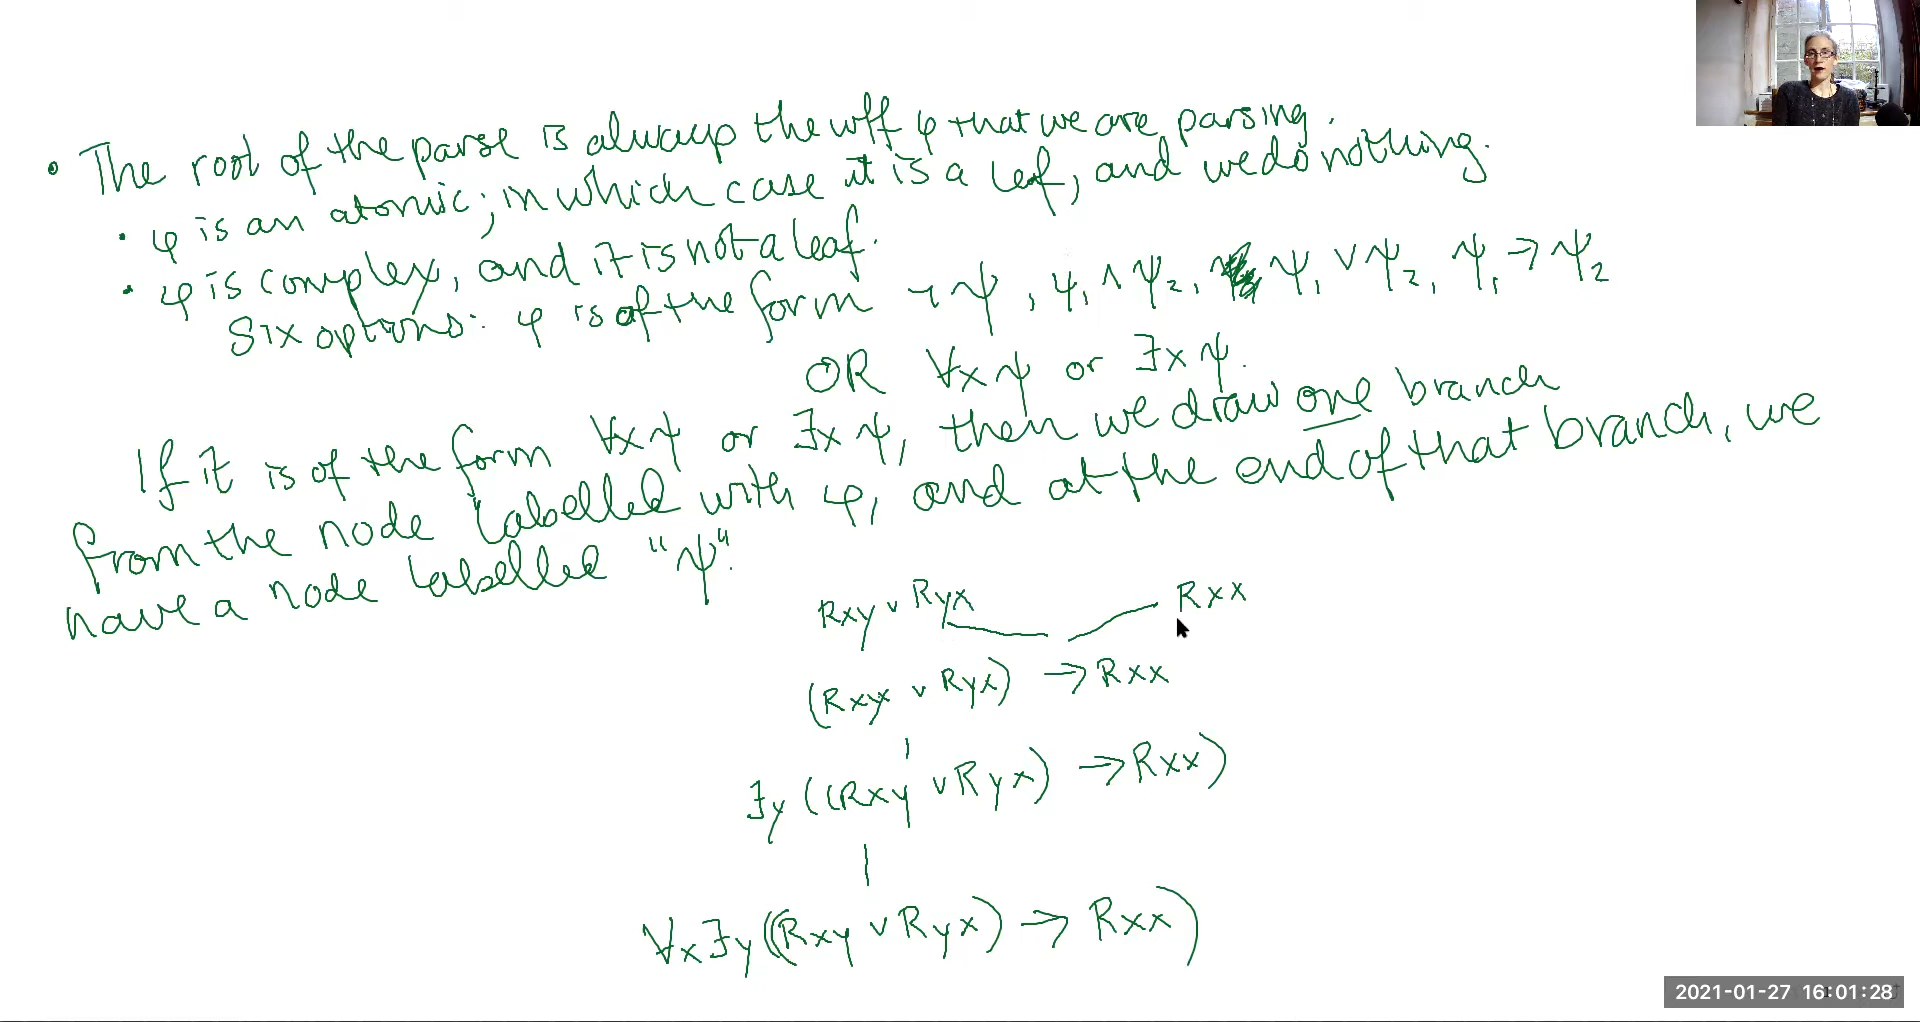 • The root of the parse is always the wff φ that we are parsing.
• φ is an atomic; in which case it is a leaf, and we do nothing.
• φ is complex, and it is not a leaf.
Six options: φ is of the form ¬ψ, ψ₁ ∧ ψ₂, ψ₁ ∨ ψ₂, ψ₁ → ψ₂
OR ∀xψ or ∃xψ.
If it is of the form ∀xψ or ∃xψ, then we draw one branch
from the node labelled with φ, and at the end of that branch, we
have a node labelled "ψ".
Rxy ∨ Ryx Rxx
(Rxy ∨ Ryx) → Rxx
∃y((Rxy ∨ Ryx) → Rxx)
∀x∃y((Rxy ∨ Ryx) → Rxx)
2021-01-27 16:01:28